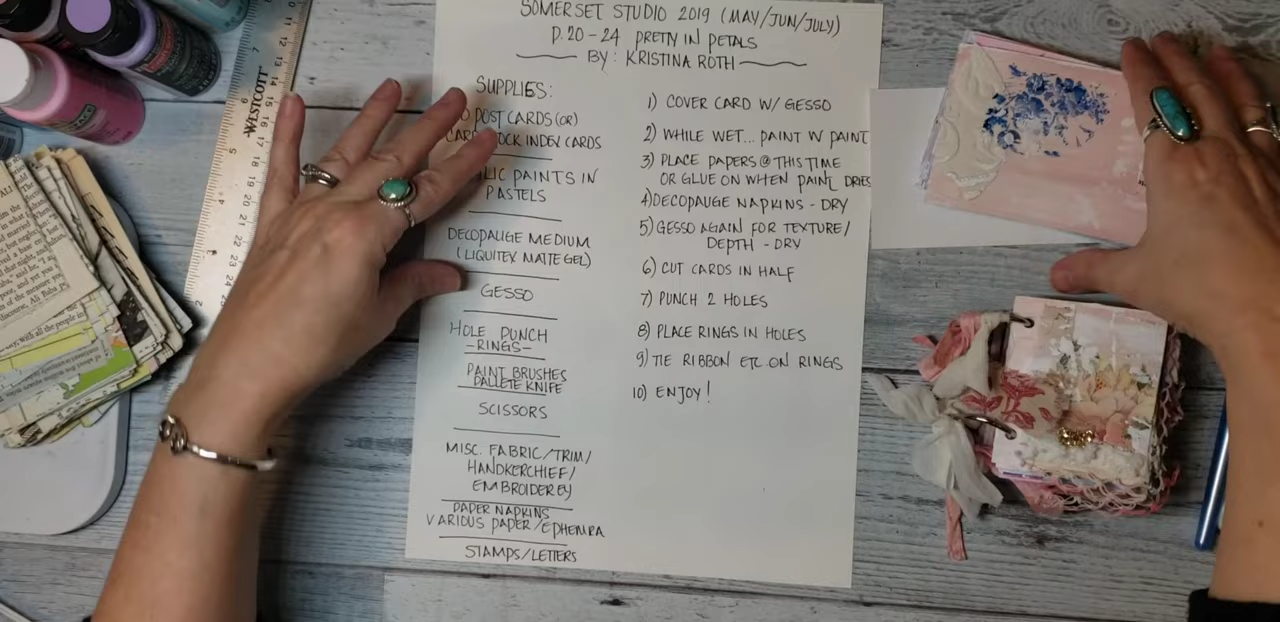 SOMERSET STUDIO 2019 (MAY/JUN/JULY)
P. 20-24 PRETTY IN PETALS
BY: KRISTINA ROTH
SUPPLIES:
POST CARDS (OR)
INDEX CARDS
PAINTS IN
PASTELS
DECOPAUGE MEDIUM
(LIQUITEX MATTE GEL)
GESSO
HOLE PUNCH
-RINGS-
PAINT BRUSHES
PALLETE KNIFE
SCISSORS
MISC. FABRIC/TRIM/
HANDKERCHIEF/
EMBROIDEREY
PAPER NAPKINS
VARIOUS PAPER/EPHEMRA
STAMPS/LETTERS
1) COVER CARD W/ GESSO
2) WHILE WET... PAINT W PAINT
3) PLACE PAPERS @ THIS TIME
OR GLUE ON WHEN PAINT DRIES
4) DECOPAUGE NAPKINS - DRY
5) GESSO AGAIN FOR TEXTURE/
DEPTH - DRY
6) CUT CARDS IN HALF
7) PUNCH 2 HOLES
8) PLACE RINGS IN HOLES
9) TIE RIBBON ETC. ON RINGS
10) ENJOY!
WESTCOTT